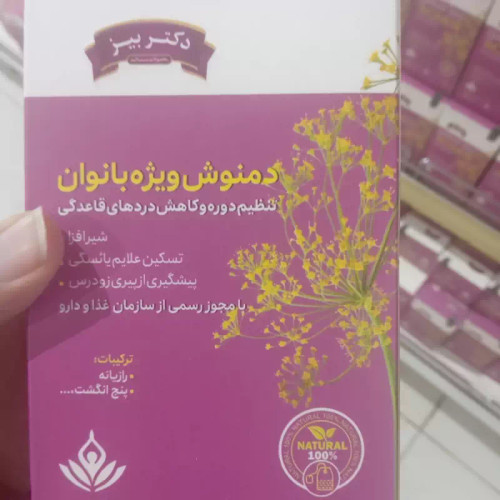 دکتر بیز
دمنوش ویژه بانوان
تنظیم دوره و کاهش دردهای قاعدگی
شیرافزا
تسکین علایم یائسگی
پیشگیری از پیری زودرس •
با مجوز رسمی از سازمان غذا و دارو
ترکیبات:
• رازیانه
• پنج انگشت....
NATURAL
100%